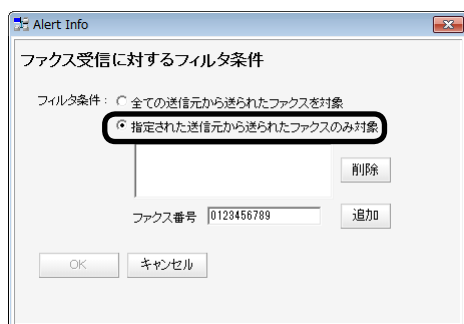 Alert Info
ファクス受信に対するフィルタ条件
フィルタ条件： 全ての送信元から送られたファクスを対象
指定された送信元から送られたファクスのみ対象
削除
ファクス番号 0123456789 追加
OK キャンセル